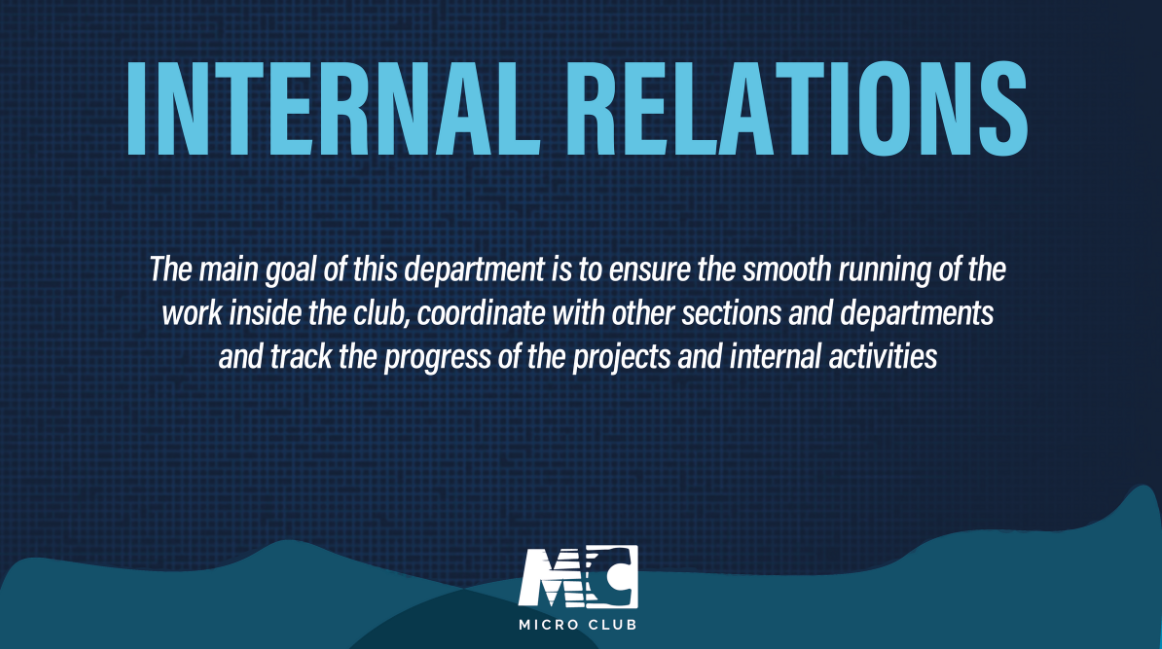 INTERNAL RELATIONS
The main goal of this department is to ensure the smooth running of the
work inside the club, coordinate with other sections and departments
and track the progress of the projects and internal activities
MC
MICRO CLUB